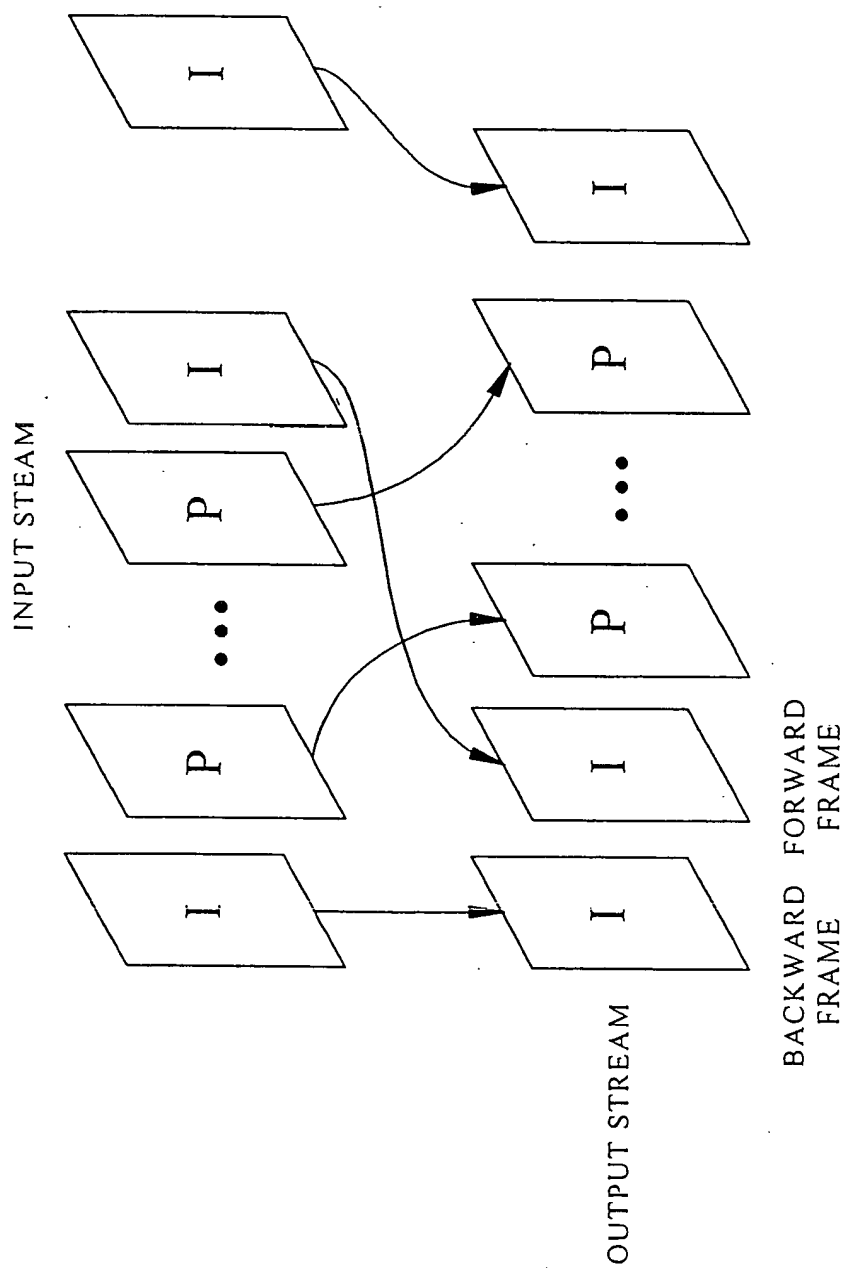 INPUT STEAM
I P ••• P I I
OUTPUT STREAM
I I P ••• P I
BACKWARD FRAME
FORWARD FRAME